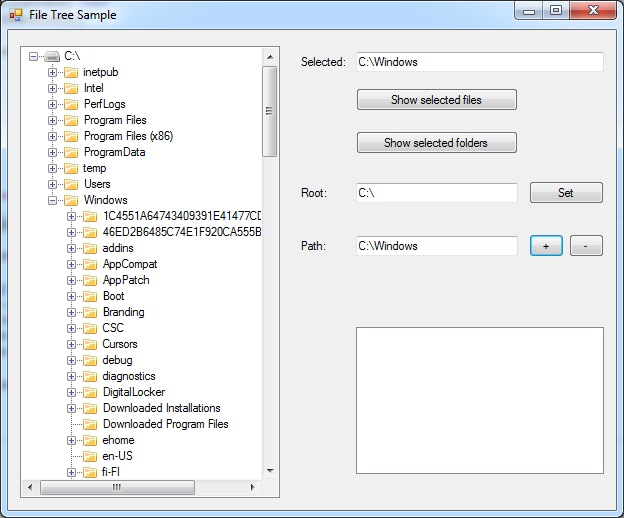 File Tree Sample
C:\
inetpub
Intel
PerfLogs
Program Files
Program Files (x86)
ProgramData
temp
Users
Windows
1C4551A64743409391E41477CD
46ED2B6485C74E1F920CA555B
addins
AppCompat
AppPatch
Boot
Branding
CSC
Cursors
debug
diagnostics
DigitalLocker
Downloaded Installations
Downloaded Program Files
ehome
en-US
fi-FI
Selected: C:\Windows
Show selected files
Show selected folders
Root: C:\ Set
Path: C:\Windows + -